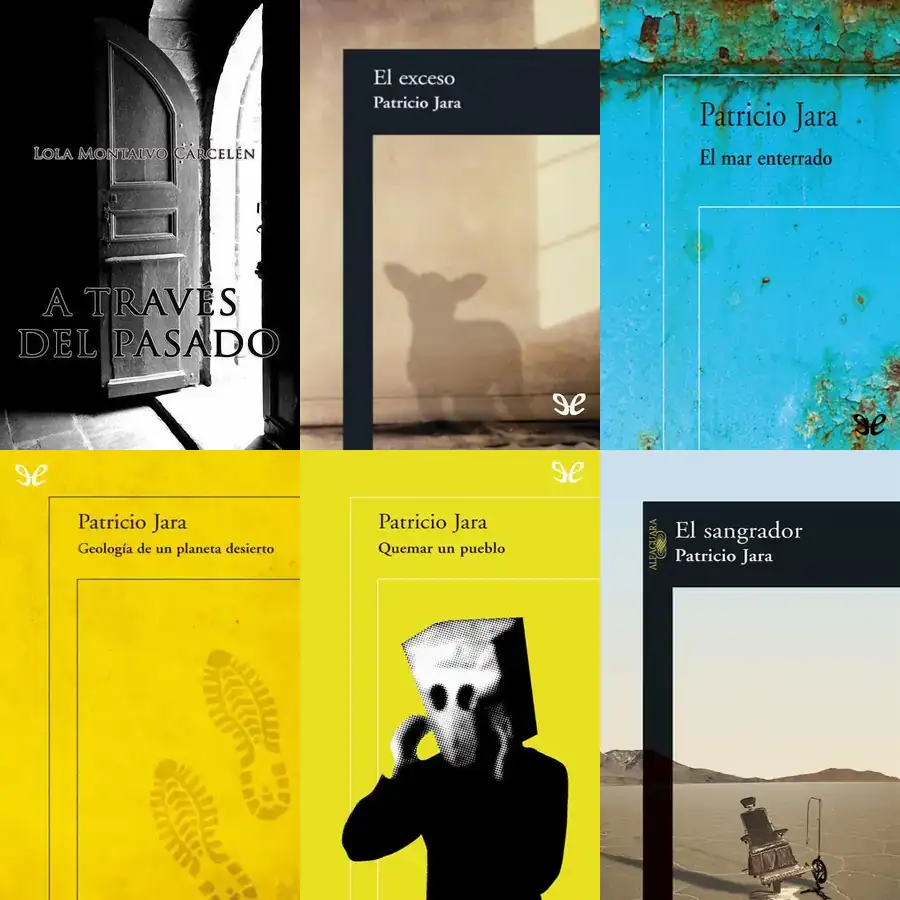 LOLA MONTALVO CARCELÉN
A TRAVÉS
DEL PASADO
El exceso
Patricio Jara
Patricio Jara
El mar enterrado
Patricio Jara
Geología de un planeta desierto
Patricio Jara
Quemar un pueblo
ALFAGUARA
El sangrador
Patricio Jara